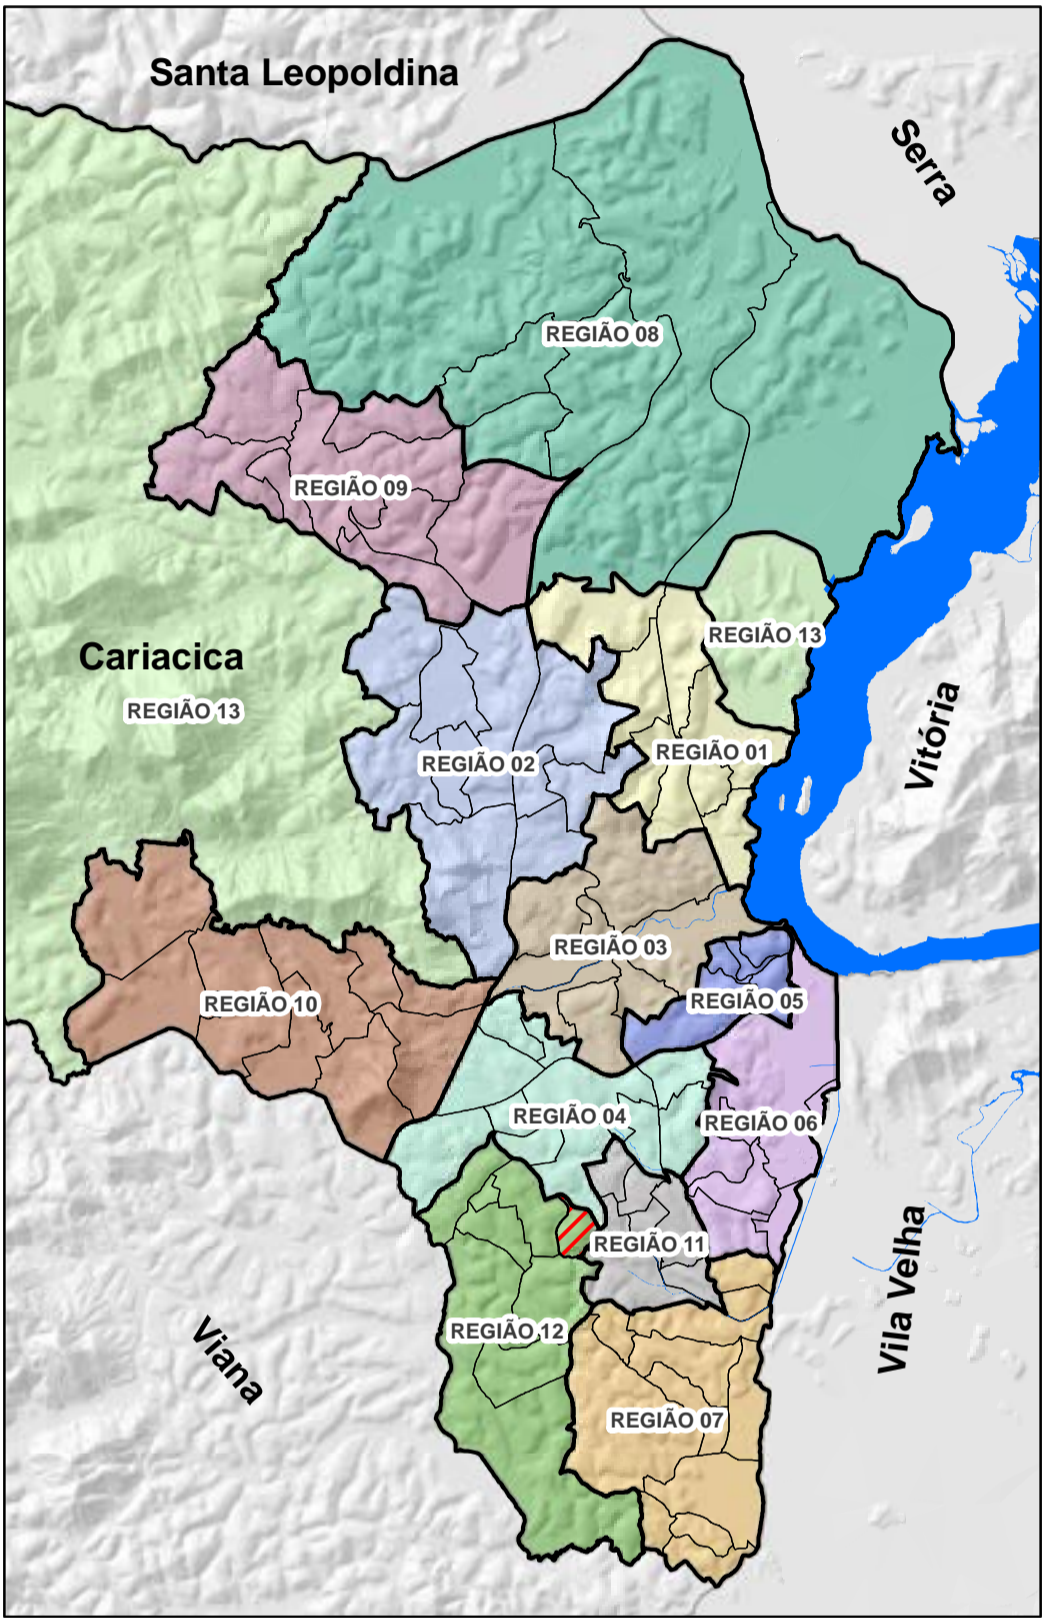 Santa Leopoldina
Serra
REGIÃO 08
REGIÃO 09
REGIÃO 13
Cariacica
REGIÃO 13
Vitória
REGIÃO 01
REGIÃO 02
REGIÃO 03
REGIÃO 05
REGIÃO 10
REGIÃO 04
REGIÃO 06
REGIÃO 11
Vila Velha
REGIÃO 12
Viana
REGIÃO 07